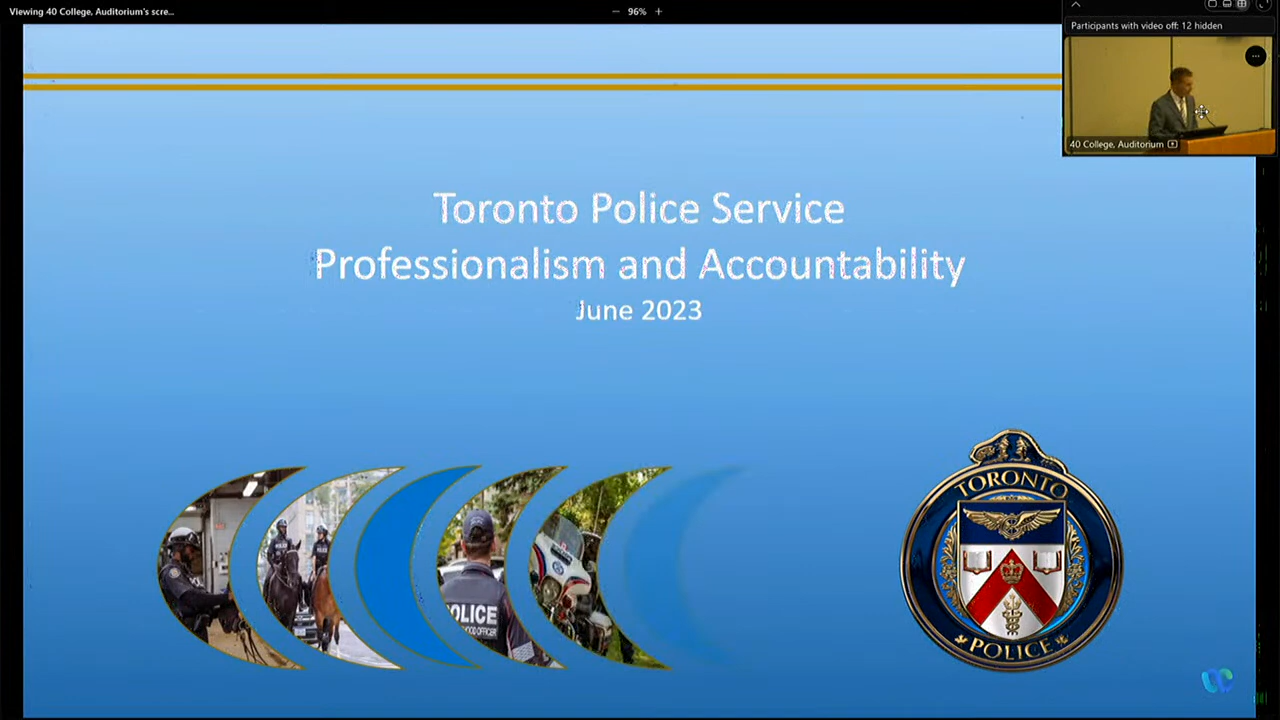 Viewing 40 College, Auditorium's scre...
96%
Participants with video off: 12 hidden
40 College, Auditorium
Toronto Police Service
Professionalism and Accountability
June 2023
POLICE
TORONTO
POLICE